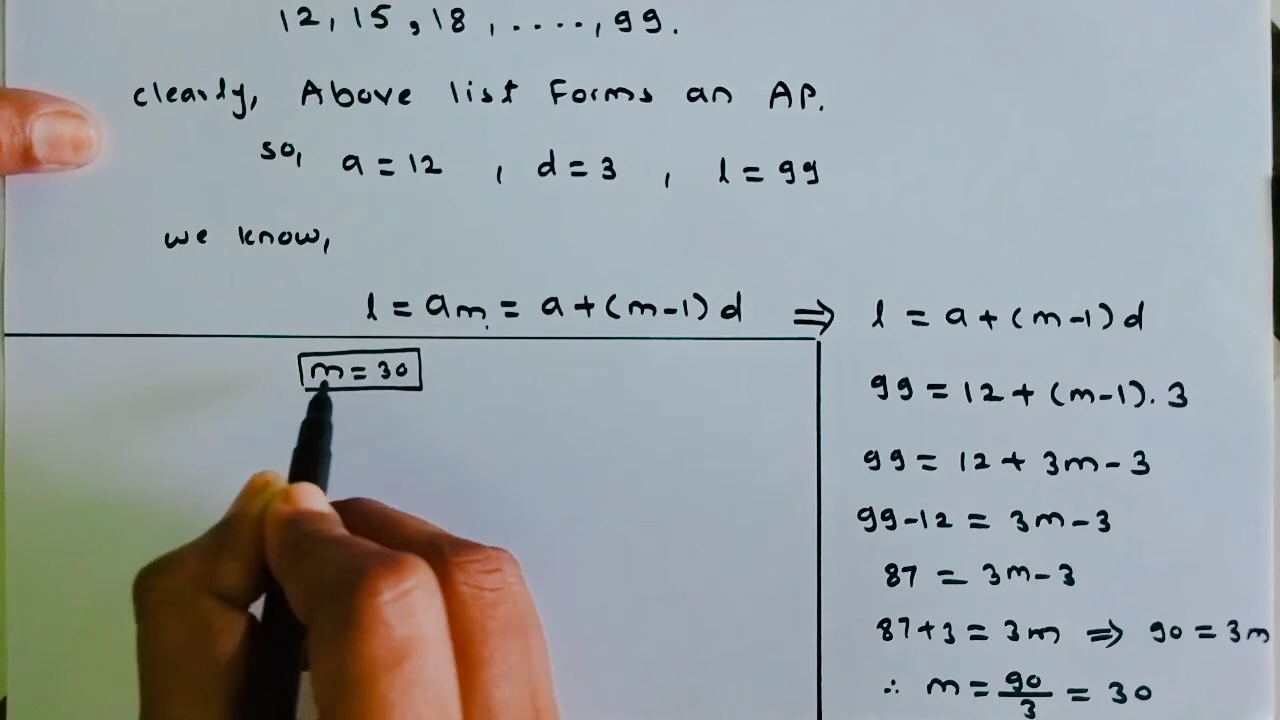 12, 15, 18, ...., 99.
clearly, Above list Forms an AP.
so, a = 12 , d = 3 , l = 99
we know,
l = am = a + (m-1) d ⇒ l = a + (m-1) d
m = 30
99 = 12 + (m-1). 3
99 = 12 + 3m - 3
99-12 = 3m - 3
87 = 3m - 3
87+3 = 3m ⇒ 90 = 3m
∴ m = 90/3 = 30